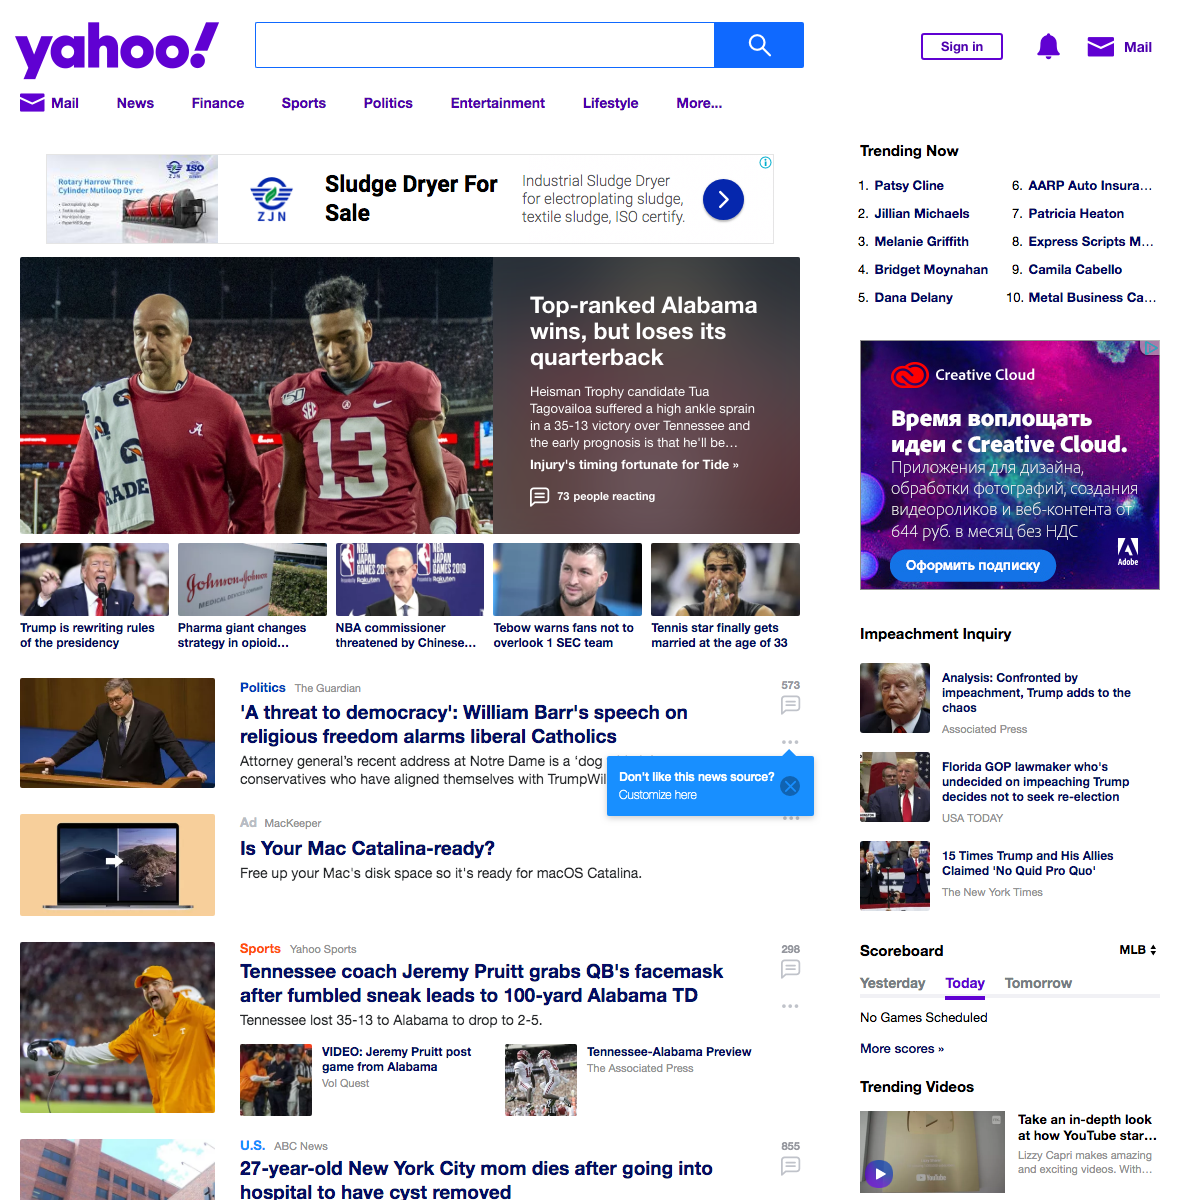 yahoo!
Sign in
Mail
Mail
News
Finance
Sports
Politics
Entertainment
Lifestyle
More...
Rotary Harrow Three
Cylinder Mutiloop Dyrer
ZJN
ISO
ZJN
Sludge Dryer For
Sale
Industrial Sludge Dryer
for electroplating sludge,
textile sludge, ISO certify.
Top-ranked Alabama
wins, but loses its
quarterback
Heisman Trophy candidate Tua
Tagovailoa suffered a high ankle sprain
in a 35-13 victory over Tennessee and
the early prognosis is that he'll be…
Injury's timing fortunate for Tide »
73 people reacting
150
SEC
13
RADE
Johnson & Johnson
MEDICAL DEVICES COMPANIES
NBA
JAPAN
GAMES 2019
Rakuten
Trump is rewriting rules
of the presidency
Pharma giant changes
strategy in opioid...
NBA commissioner
threatened by Chinese...
Tebow warns fans not to
overlook 1 SEC team
Tennis star finally gets
married at the age of 33
Politics The Guardian
573
'A threat to democracy': William Barr's speech on
religious freedom alarms liberal Catholics
Attorney general's recent address at Notre Dame is a 'dog
conservatives who have aligned themselves with TrumpWil
Don't like this news source?
Customize here
Ad MacKeeper
Is Your Mac Catalina-ready?
Free up your Mac's disk space so it's ready for macOS Catalina.
Sports Yahoo Sports
298
Tennessee coach Jeremy Pruitt grabs QB's facemask
after fumbled sneak leads to 100-yard Alabama TD
Tennessee lost 35-13 to Alabama to drop to 2-5.
VIDEO: Jeremy Pruitt post
game from Alabama
Vol Quest
Tennessee-Alabama Preview
The Associated Press
U.S. ABC News
855
27-year-old New York City mom dies after going into
hospital to have cyst removed
Trending Now
1. Patsy Cline
2. Jillian Michaels
3. Melanie Griffith
4. Bridget Moynahan
5. Dana Delany
6. AARP Auto Insura…
7. Patricia Heaton
8. Express Scripts M…
9. Camila Cabello
10. Metal Business Ca…
Creative Cloud
Время воплощать
идеи с Creative Cloud.
Приложения для дизайна,
обработки фотографий, создания
видеороликов и веб-контента от
644 руб. в месяц без НДС
Оформить подписку
Adobe
Impeachment Inquiry
Analysis: Confronted by
impeachment, Trump adds to the
chaos
Associated Press
Florida GOP lawmaker who's
undecided on impeaching Trump
decides not to seek re-election
USA TODAY
15 Times Trump and His Allies
Claimed 'No Quid Pro Quo'
The New York Times
Scoreboard
MLB
Yesterday
Today
Tomorrow
No Games Scheduled
More scores »
Trending Videos
YouTube
Take an in-depth look
at how YouTube star…
Lizzy Capri makes amazing
and exciting videos. With…